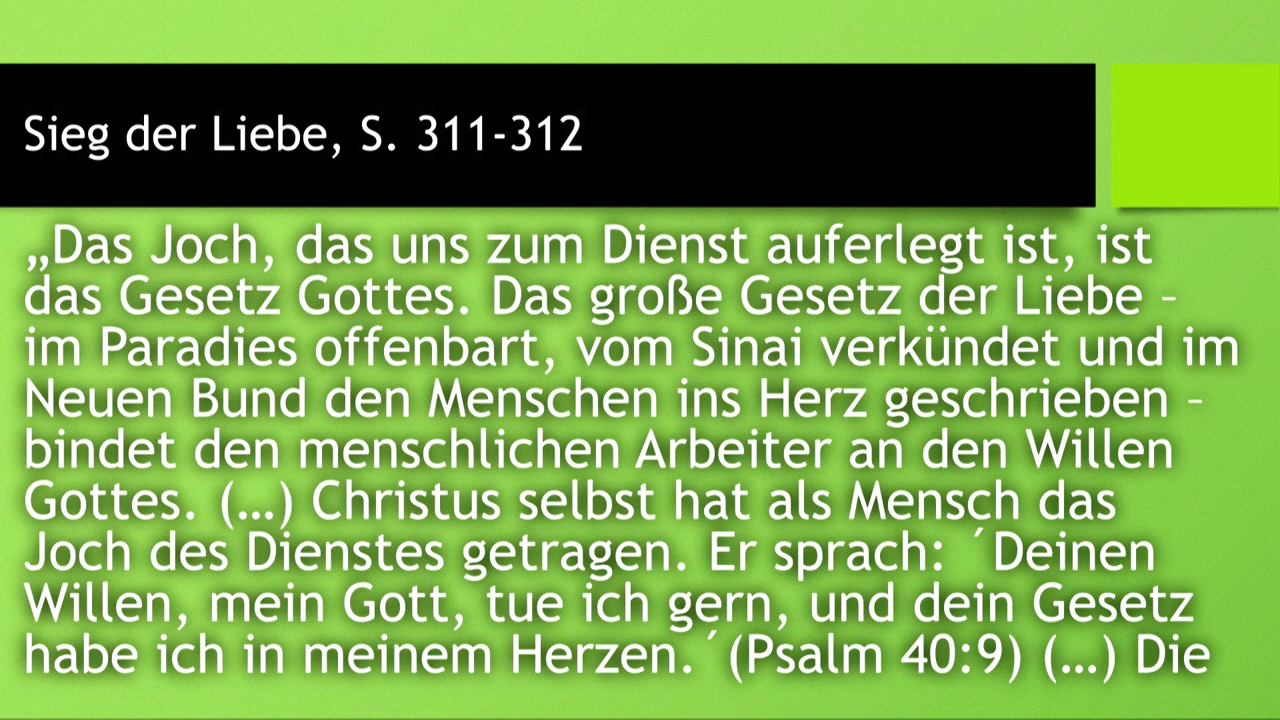 Sieg der Liebe, S. 311-312
„Das Joch, das uns zum Dienst auferlegt ist, ist
das Gesetz Gottes. Das große Gesetz der Liebe –
im Paradies offenbart, vom Sinai verkündet und im
Neuen Bund den Menschen ins Herz geschrieben –
bindet den menschlichen Arbeiter an den Willen
Gottes. (…) Christus selbst hat als Mensch das
Joch des Dienstes getragen. Er sprach: ´Deinen
Willen, mein Gott, tue ich gern, und dein Gesetz
habe ich in meinem Herzen.´ (Psalm 40:9) (…) Die